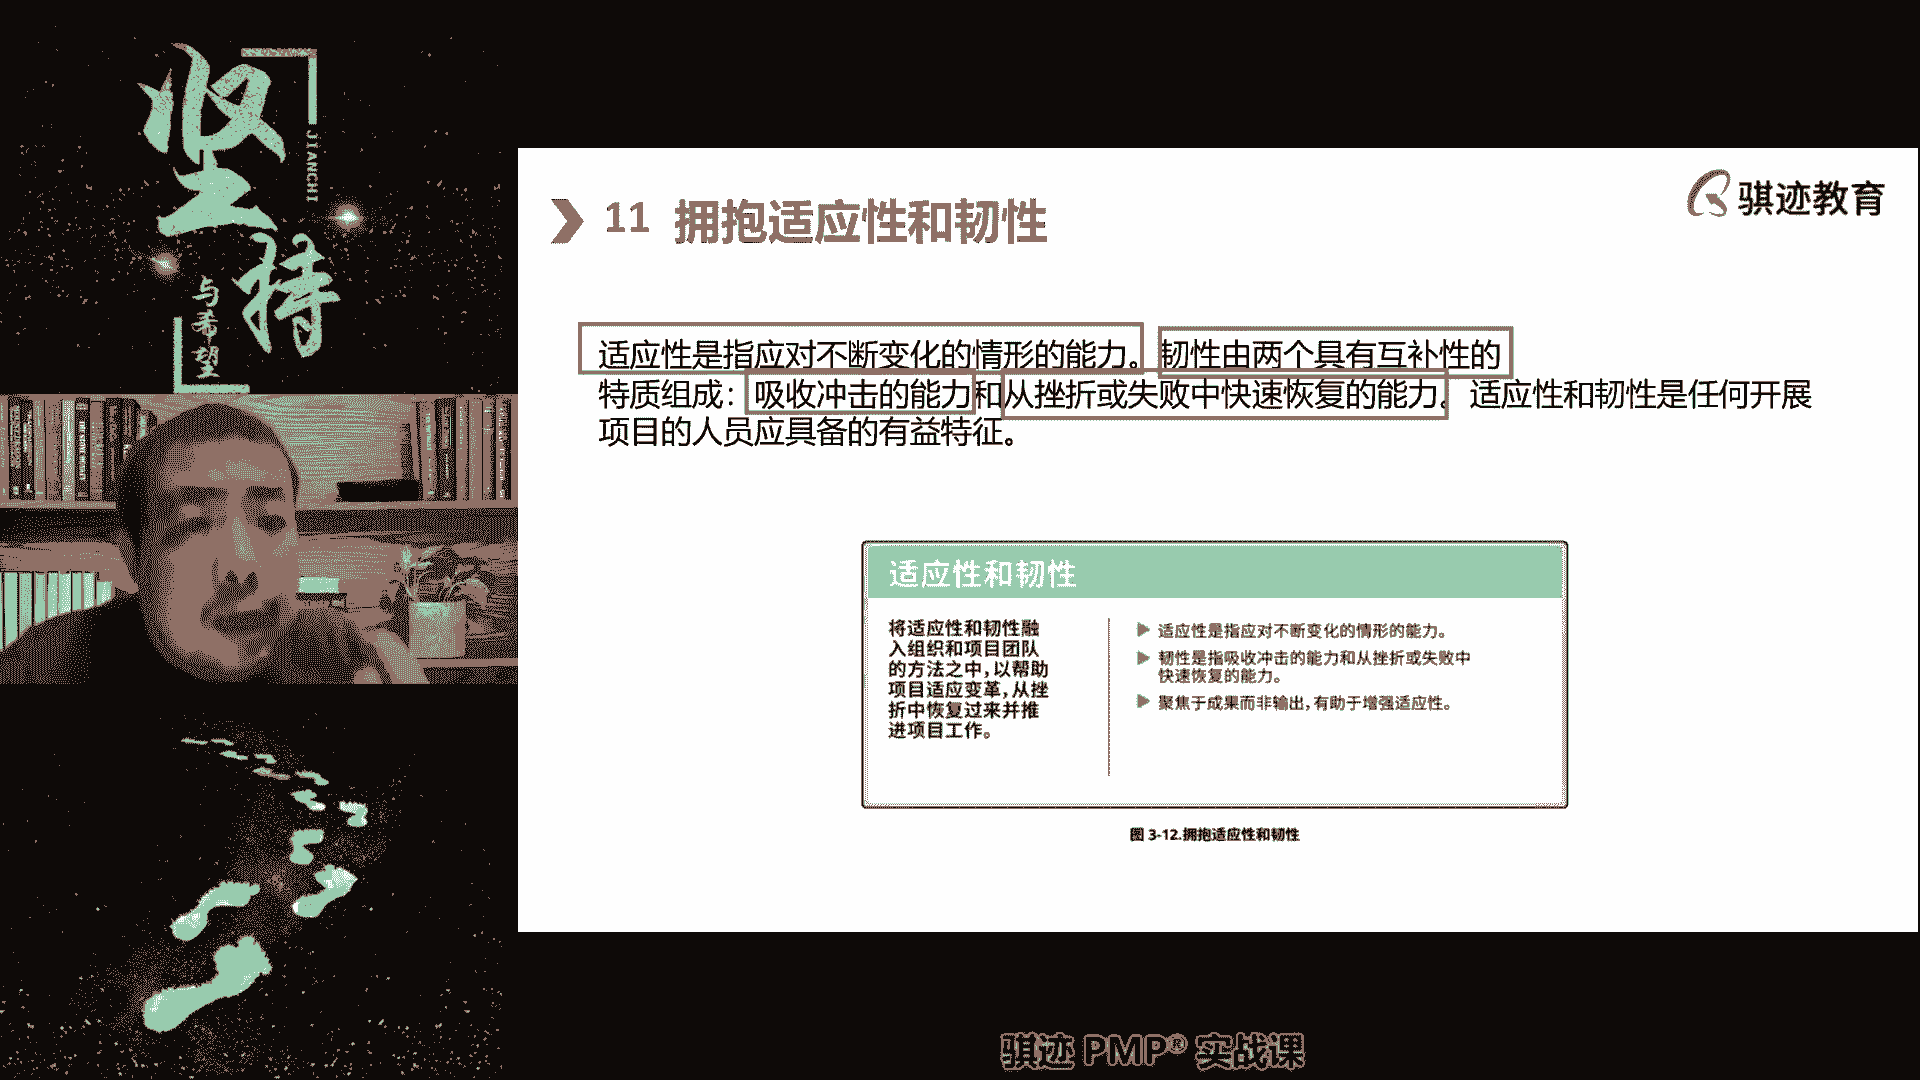 坚持
JIANCHI
与希望
骐迹教育
11 拥抱适应性和韧性
适应性是指应对不断变化的情形的能力。 韧性由两个具有互补性的
特质组成：吸收冲击的能力和从挫折或失败中快速恢复的能力。适应性和韧性是任何开展
项目的人员应具备的有益特征。
适应性和韧性
将适应性和韧性融
入组织和项目团队
的方法之中，以帮助
项目适应变革，从挫
折中恢复过来并推
进项目工作。
适应性是指应对不断变化的情形的能力。
韧性是指吸收冲击的能力和从挫折或失败中
快速恢复的能力。
聚焦于成果而非输出，有助于增强适应性。
图 3-12.拥抱适应性和韧性
骐迹 PMP® 实战课